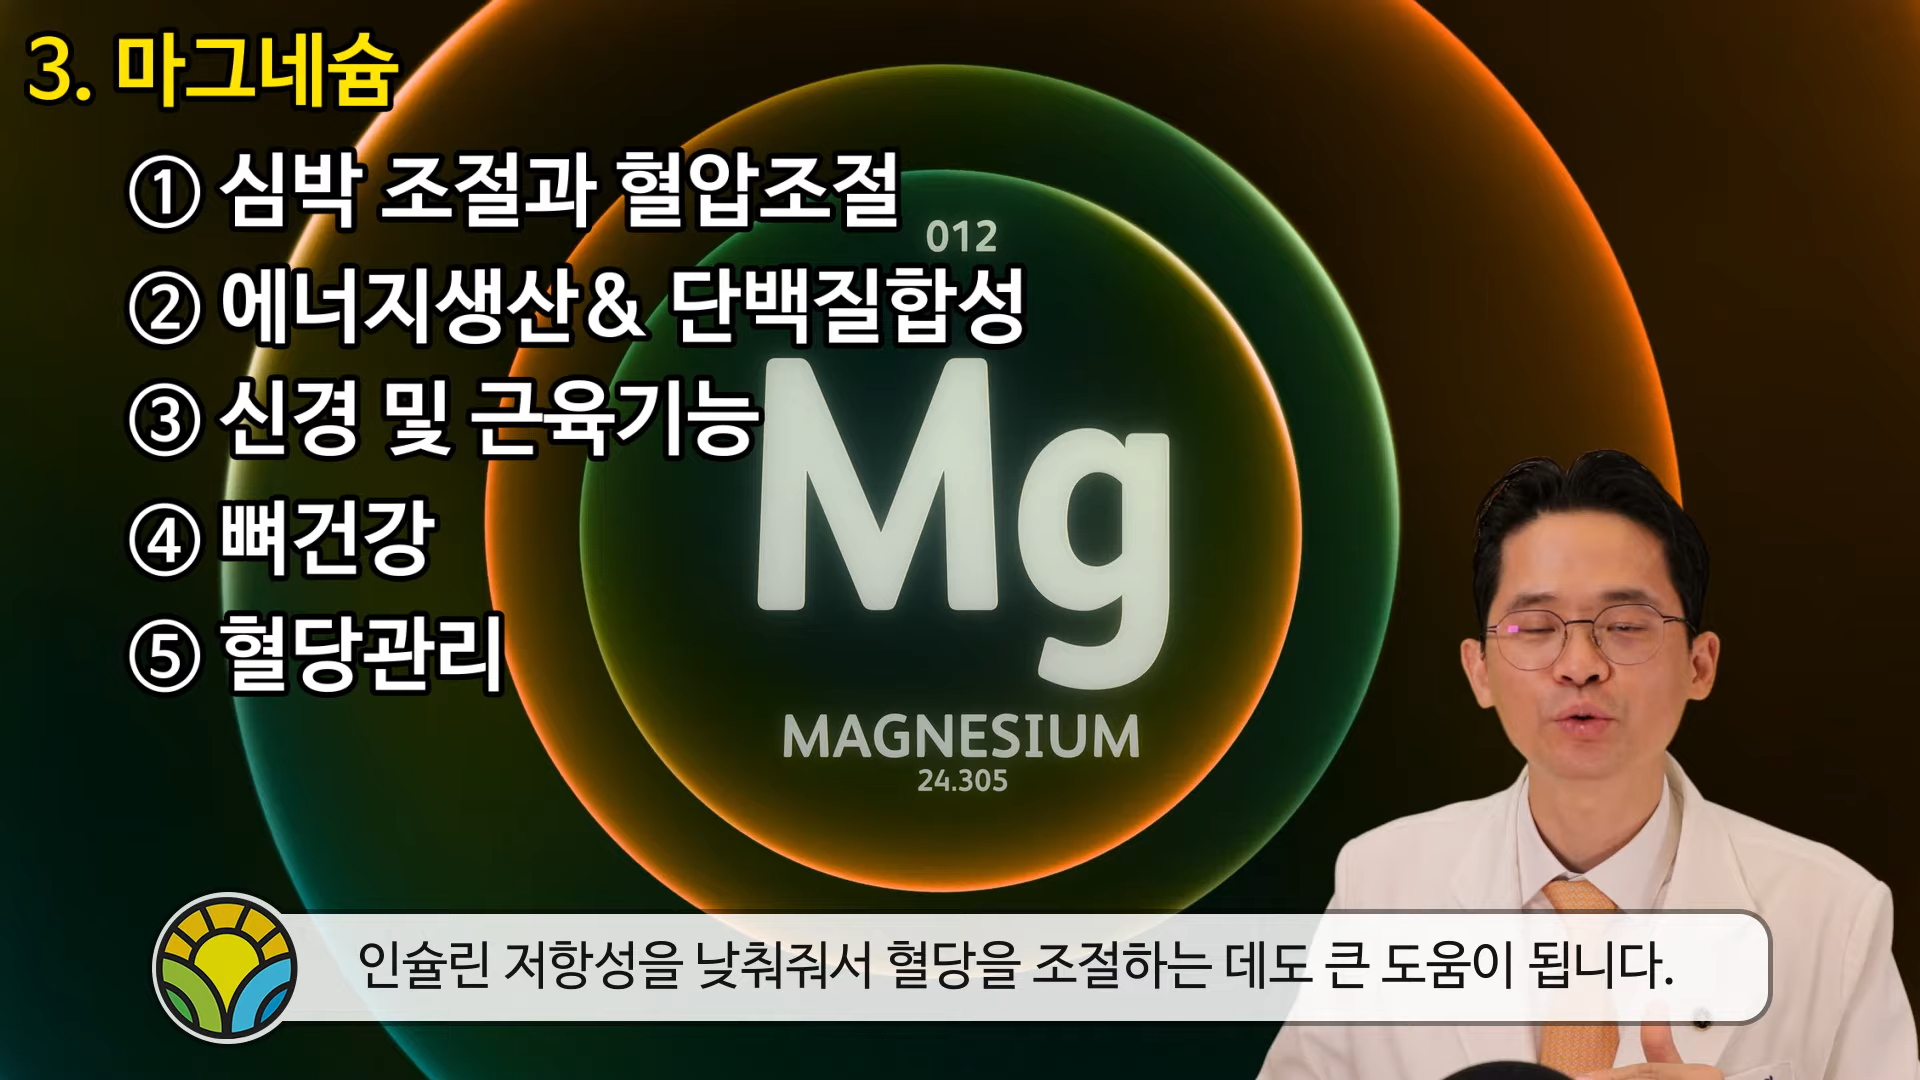 3. 마그네슘
① 심박 조절과 혈압조절
② 에너지생산& 단백질합성
③ 신경 및 근육기능
④ 뼈건강
⑤ 혈당관리
012
Mg
MAGNESIUM
24.305
인슐린 저항성을 낮춰줘서 혈당을 조절하는 데도 큰 도움이 됩니다.